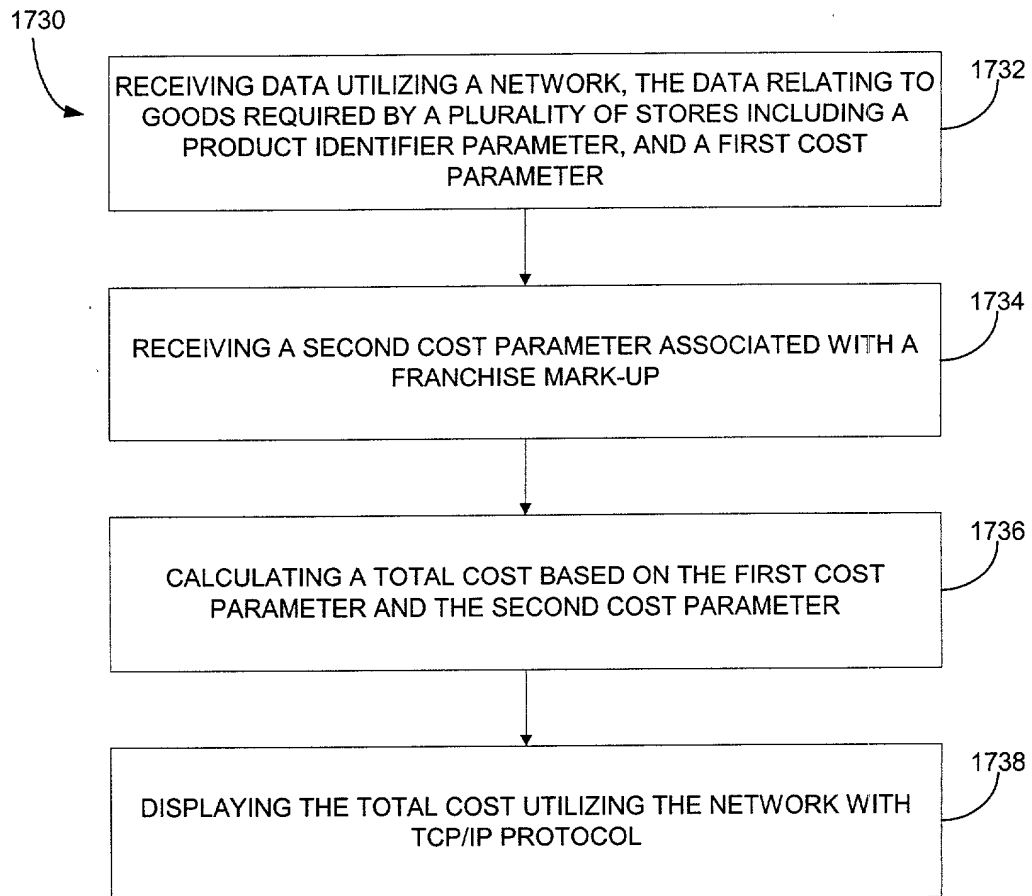 1730
1732
RECEIVING DATA UTILIZING A NETWORK, THE DATA RELATING TO
GOODS REQUIRED BY A PLURALITY OF STORES INCLUDING A
PRODUCT IDENTIFIER PARAMETER, AND A FIRST COST
PARAMETER
1734
RECEIVING A SECOND COST PARAMETER ASSOCIATED WITH A
FRANCHISE MARK-UP
1736
CALCULATING A TOTAL COST BASED ON THE FIRST COST
PARAMETER AND THE SECOND COST PARAMETER
1738
DISPLAYING THE TOTAL COST UTILIZING THE NETWORK WITH
TCP/IP PROTOCOL